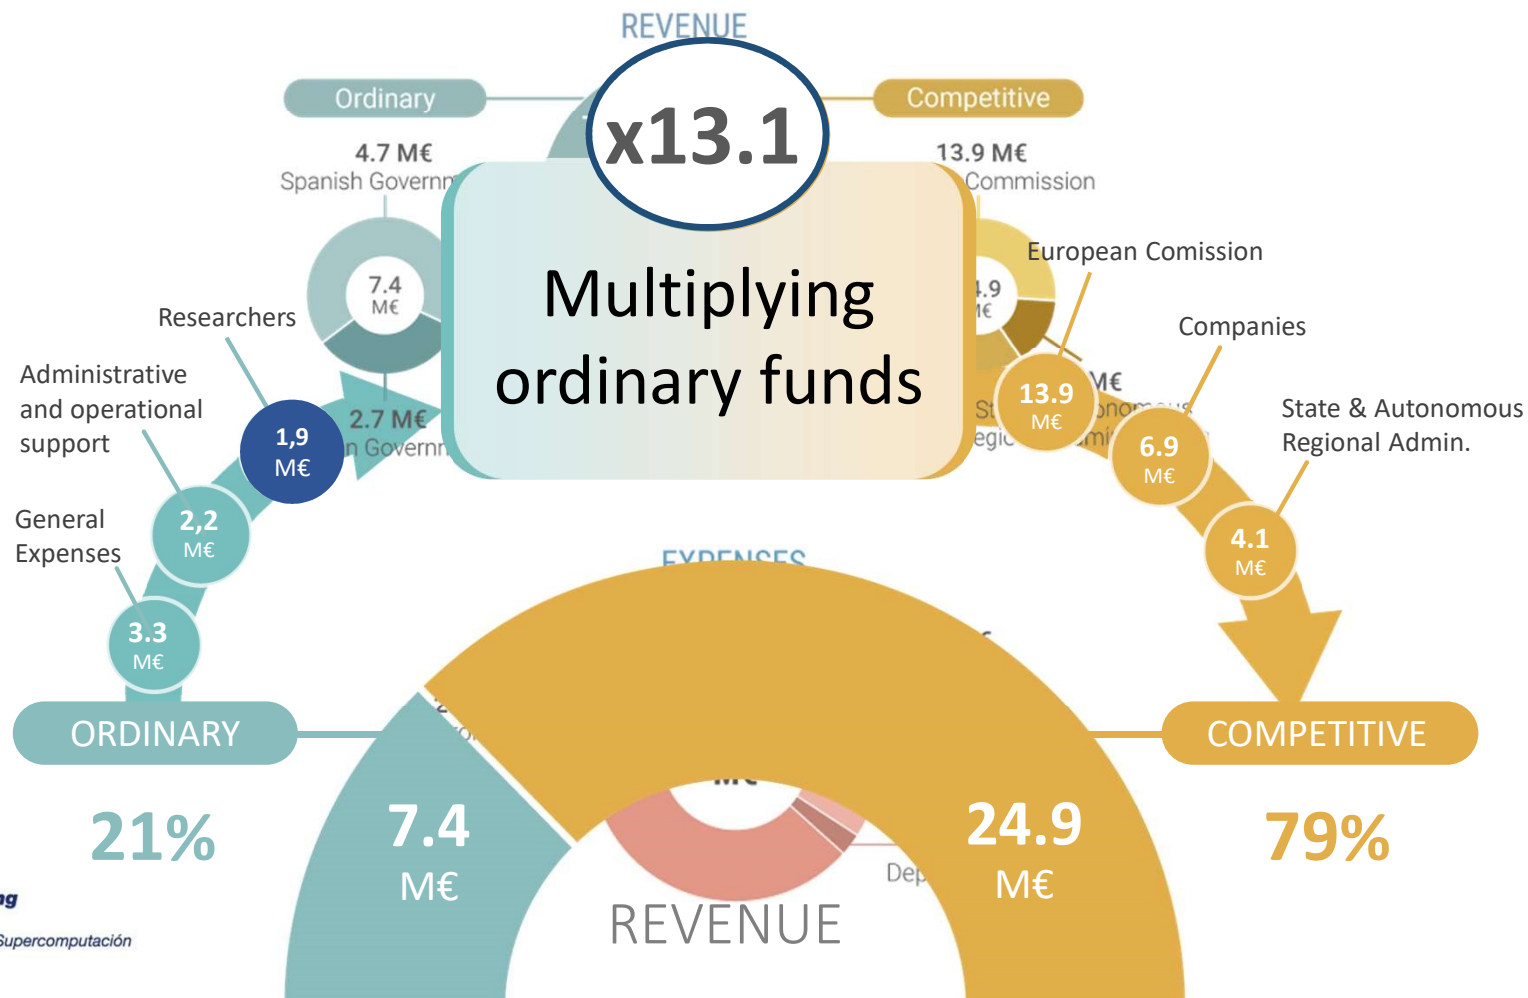 REVENUE
Ordinary
x13.1
Competitive
4.7 M€
Spanish
13.9 M€
Commission
7.4
M€
Multiplying
ordinary funds
European Comission
Researchers
Companies
Administrative
and operational
support
1,9
M€
2.7 M€
13.9
M€
M€
6.9
M€
State & Autonomous
Regional Admin.
General
Expenses
2,2
M€
4.1
M€
EXPENSES
3.3
M€
ORDINARY
COMPETITIVE
M€
21%
7.4
M€
24.9
M€
79%
REVENUE
Supercomputación